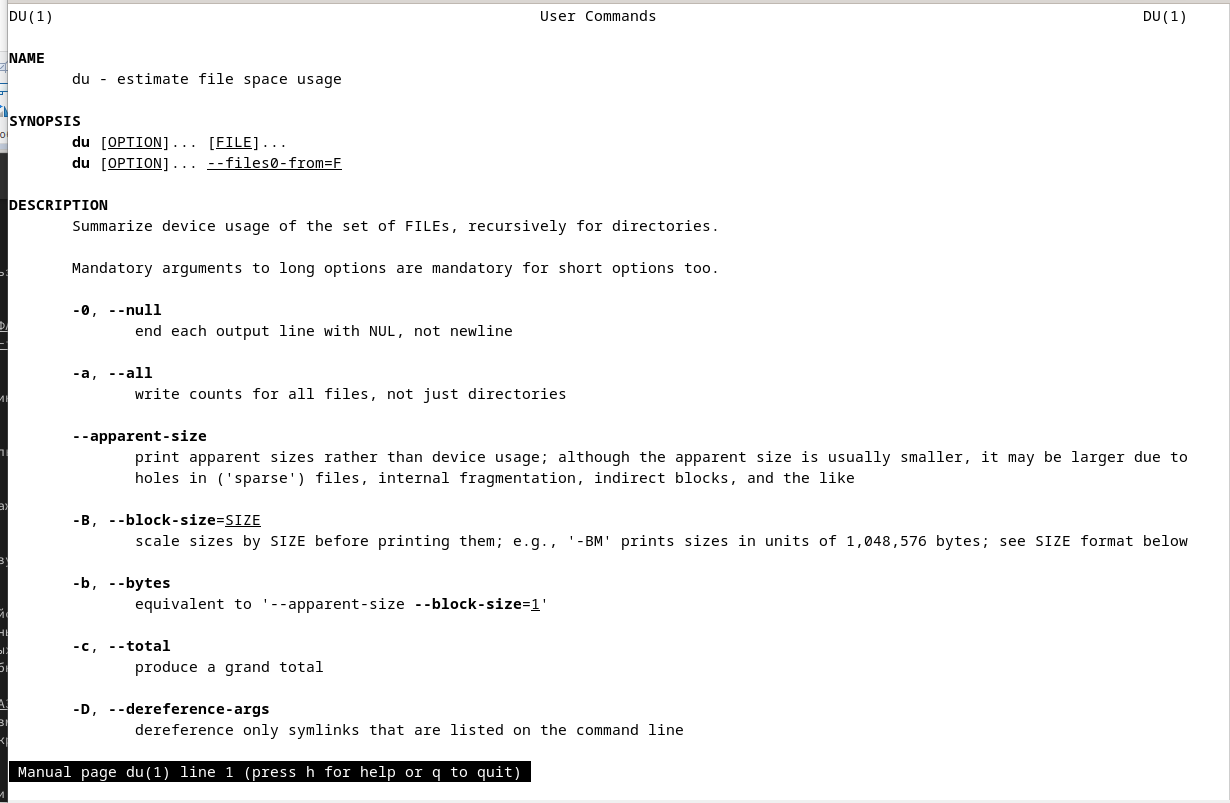 DU(1) User Commands DU(1)
NAME
du - estimate file space usage
SYNOPSIS
du [OPTION]... [FILE]...
du [OPTION]... --files0-from=F
DESCRIPTION
Summarize device usage of the set of FILEs, recursively for directories.
Mandatory arguments to long options are mandatory for short options too.
-0, --null
end each output line with NUL, not newline
-a, --all
write counts for all files, not just directories
--apparent-size
print apparent sizes rather than device usage; although the apparent size is usually smaller, it may be larger due to
holes in ('sparse') files, internal fragmentation, indirect blocks, and the like
-B, --block-size=SIZE
scale sizes by SIZE before printing them; e.g., '-BM' prints sizes in units of 1,048,576 bytes; see SIZE format below
-b, --bytes
equivalent to '--apparent-size --block-size=1'
-c, --total
produce a grand total
-D, --dereference-args
dereference only symlinks that are listed on the command line
Manual page du(1) line 1 (press h for help or q to quit)